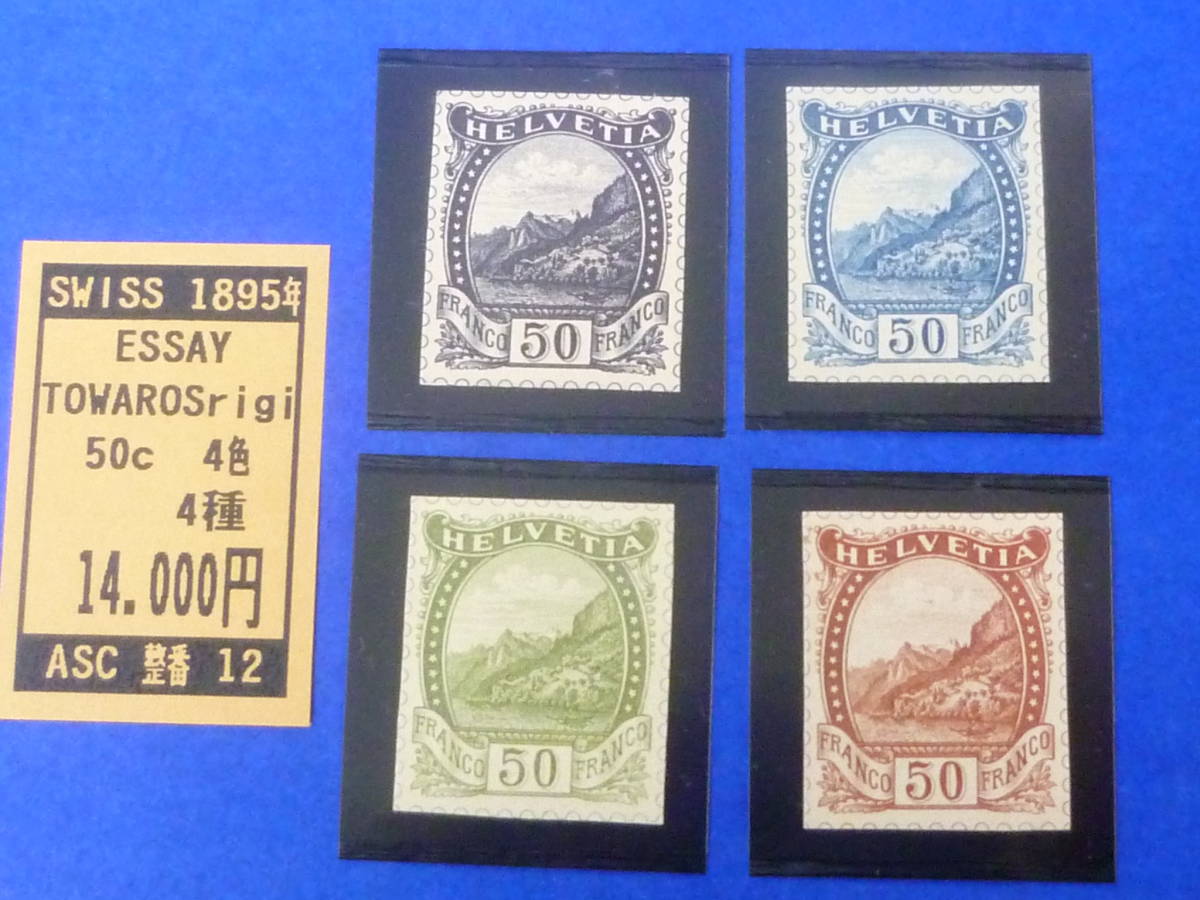 SWISS 1895年
ESSAY
TOWAROSrigi
50c 4色
4種
14.000円
ASC 整番 12
HELVETIA
FRANCO 50 FRANCO
HELVETIA
FRANCO 50 FRANCO
HELVETIA
FRANCO 50 FRANCO
HELVETIA
FRANCO 50 FRANCO